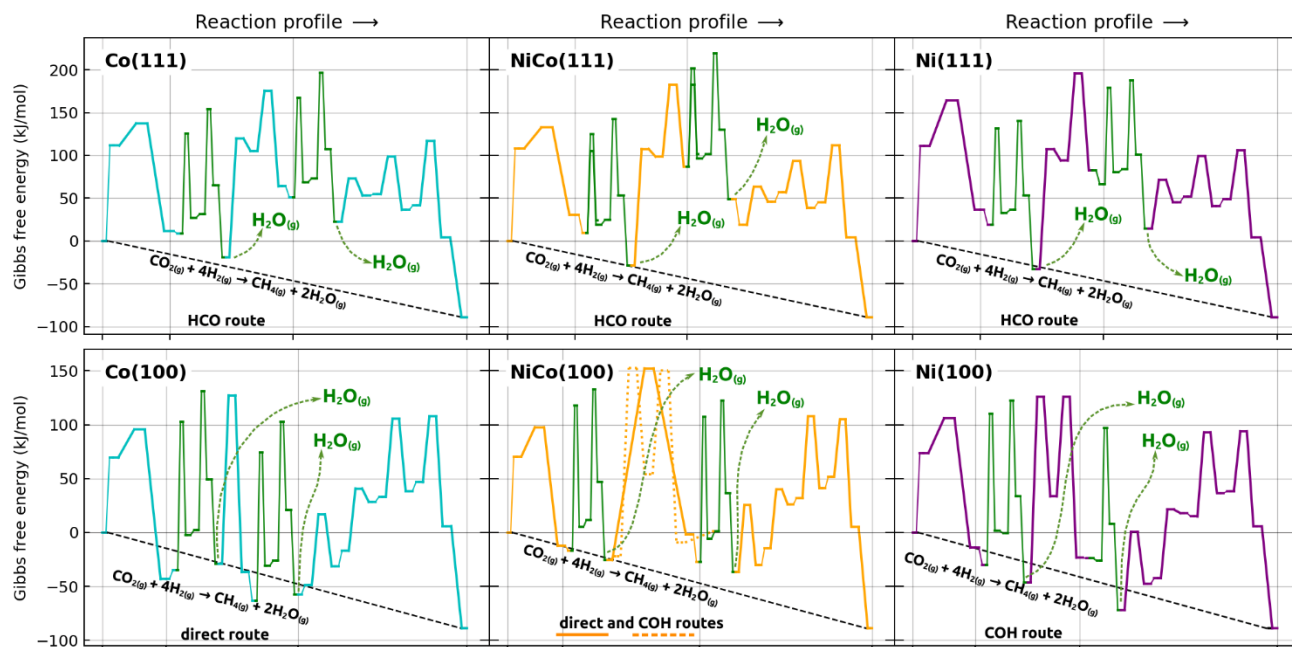 Reaction profile →
Reaction profile →
Reaction profile →
Gibbs free energy (kJ/mol)
200
150
100
50
0
−50
−100
Co(111)
H₂O₍g₎
H₂O₍g₎
CO₂₍g₎ + 4H₂₍g₎ → CH₄₍g₎ + 2H₂O₍g₎
HCO route
NiCo(111)
H₂O₍g₎
H₂O₍g₎
CO₂₍g₎ + 4H₂₍g₎ → CH₄₍g₎ + 2H₂O₍g₎
HCO route
Ni(111)
H₂O₍g₎
H₂O₍g₎
CO₂₍g₎ + 4H₂₍g₎ → CH₄₍g₎ + 2H₂O₍g₎
HCO route
Gibbs free energy (kJ/mol)
150
100
50
0
−50
−100
Co(100)
H₂O₍g₎
H₂O₍g₎
CO₂₍g₎ + 4H₂₍g₎ → CH₄₍g₎ + 2H₂O₍g₎
direct route
NiCo(100)
H₂O₍g₎
H₂O₍g₎
CO₂₍g₎ + 4H₂₍g₎ → CH₄₍g₎ + 2H₂O₍g₎
direct and COH routes
Ni(100)
H₂O₍g₎
H₂O₍g₎
CO₂₍g₎ + 4H₂₍g₎ → CH₄₍g₎ + 2H₂O₍g₎
COH route